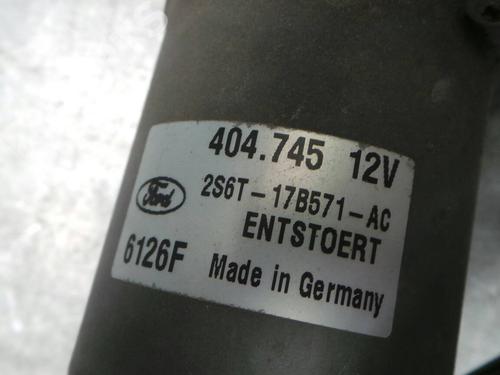 404.745 12V
Ford 2S6T-17B571-AC
ENTSTOERT
6126F Made in Germany